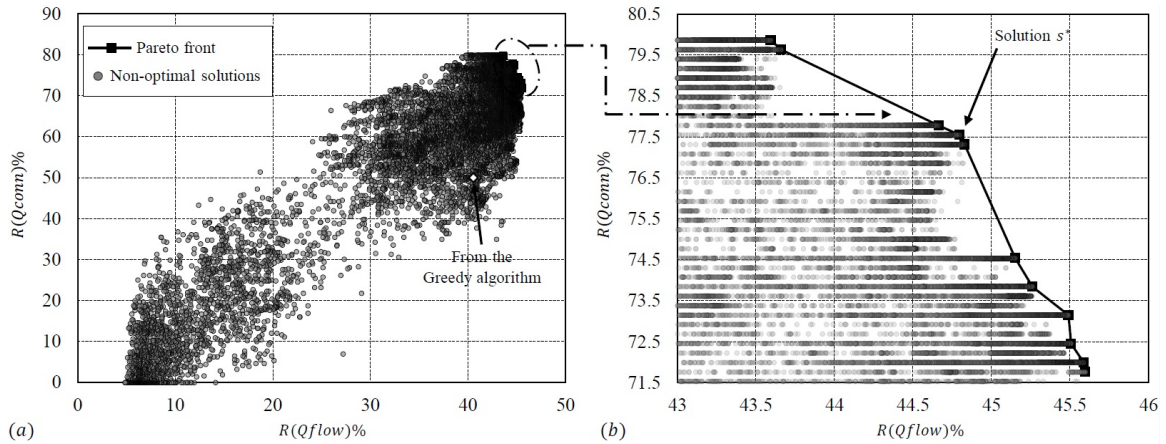 90
80
70
60
50
40
30
20
10
0
R(Qconn)%
Pareto front
Non-optimal solutions
From the
Greedy algorithm
0 10 20 30 40 50
(a) R(Qflow)%
80.5
79.5
78.5
77.5
76.5
75.5
74.5
73.5
72.5
71.5
R(Qconn)%
Solution s*
43 43.5 44 44.5 45 45.5 46
(b) R(Qflow)%